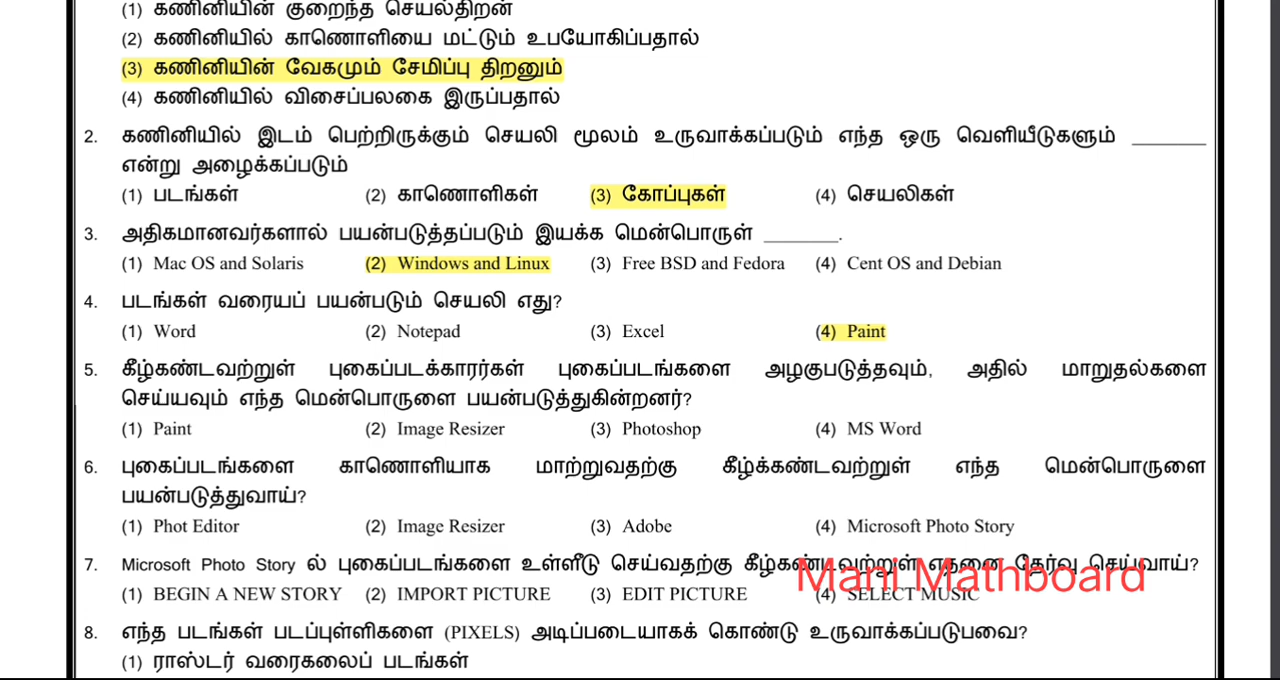 (1) கணினியின் குறைந்த செயல்திறன்
(2) கணினியில் காணொளியை மட்டும் உபயோகிப்பதால்
(3) கணினியின் வேகமும் சேமிப்பு திறனும்
(4) கணினியில் விசைப்பலகை இருப்பதால்
2. கணினியில் இடம் பெற்றிருக்கும் செயலி மூலம் உருவாக்கப்படும் எந்த ஒரு வெளியீடுகளும் ________
என்று அழைக்கப்படும்
(1) படங்கள் (2) காணொளிகள் (3) கோப்புகள் (4) செயலிகள்
3. அதிகமானவர்களால் பயன்படுத்தப்படும் இயக்க மென்பொருள் ________.
(1) Mac OS and Solaris (2) Windows and Linux (3) Free BSD and Fedora (4) Cent OS and Debian
4. படங்கள் வரையப் பயன்படும் செயலி எது?
(1) Word (2) Notepad (3) Excel (4) Paint
5. கீழ்கண்டவற்றுள் புகைப்படக்காரர்கள் புகைப்படங்களை அழகுபடுத்தவும், அதில் மாறுதல்களை
செய்யவும் எந்த மென்பொருளை பயன்படுத்துகின்றனர்?
(1) Paint (2) Image Resizer (3) Photoshop (4) MS Word
6. புகைப்படங்களை காணொளியாக மாற்றுவதற்கு கீழ்க்கண்டவற்றுள் எந்த மென்பொருளை
பயன்படுத்துவாய்?
(1) Phot Editor (2) Image Resizer (3) Adobe (4) Microsoft Photo Story
7. Microsoft Photo Story ல் புகைப்படங்களை உள்ளீடு செய்வதற்கு கீழ்கண்டவற்றுள் எதனை தேர்வு செய்வாய்?
Mani Mathboard
(1) BEGIN A NEW STORY (2) IMPORT PICTURE (3) EDIT PICTURE (4) SELECT MUSIC
8. எந்த படங்கள் படப்புள்ளிகளை (PIXELS) அடிப்படையாகக் கொண்டு உருவாக்கப்படுபவை?
(1) ராஸ்டர் வரைகலைப் படங்கள்